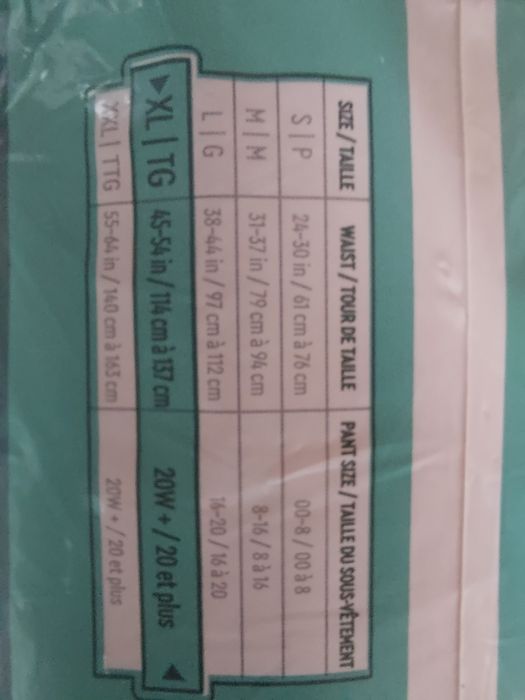 SIZE / TAILLE WAIST / TOUR DE TAILLE PANT SIZE / TAILLE DU SOUS-VÊTEMENT
S | P 24-30 in / 61 cm à 76 cm 00-8 / 00 à 8
M | M 31-37 in / 79 cm à 94 cm 8-16 / 8 à 16
L | G 38-44 in / 97 cm à 112 cm 16-20 / 16 à 20
XL | TG 45-54 in / 114 cm à 137 cm 20W + / 20 et plus
XXL | TTG 55-64 in / 140 cm à 163 cm 20W + / 20 et plus